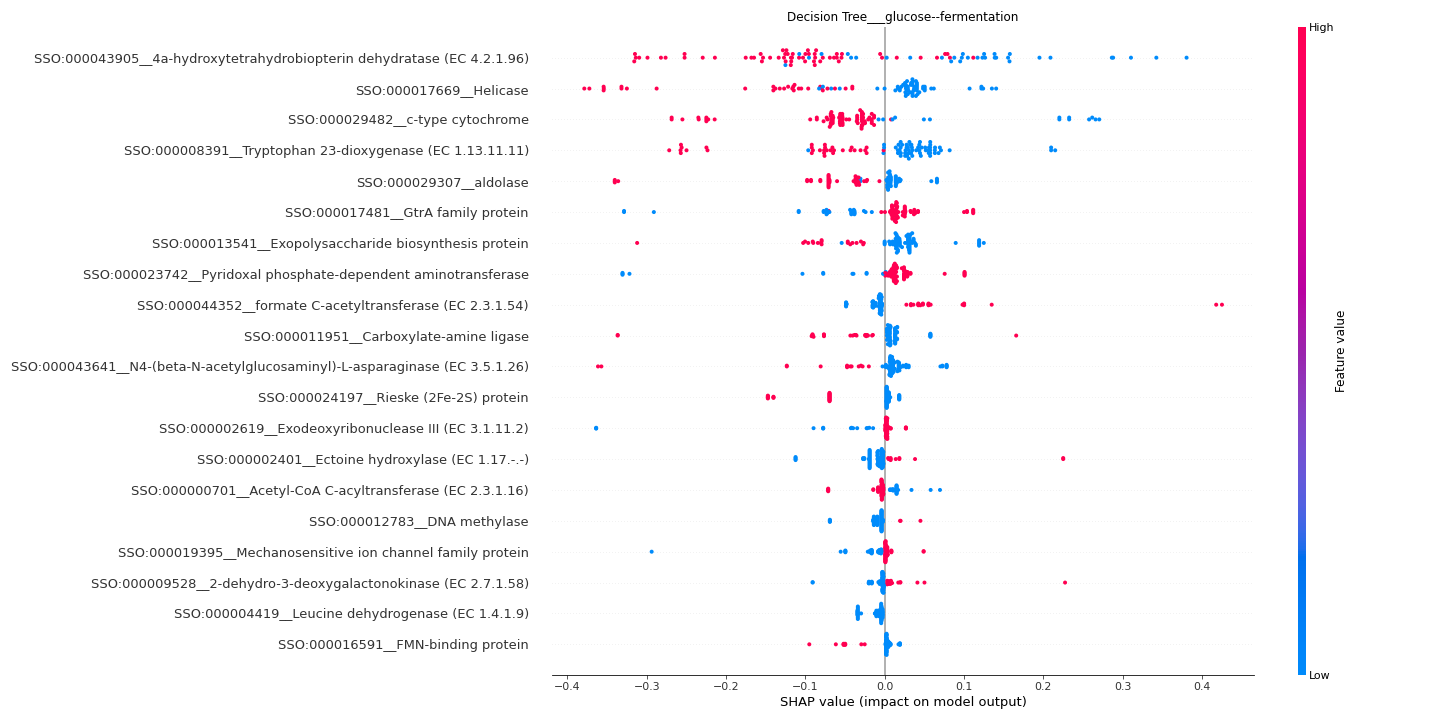 Decision Tree___glucose--fermentation
High
SSO:000043905__4a-hydroxytetrahydrobiopterin dehydratase (EC 4.2.1.96)
SSO:000017669__Helicase
SSO:000029482__c-type cytochrome
SSO:000008391__Tryptophan 23-dioxygenase (EC 1.13.11.11)
SSO:000029307__aldolase
SSO:000017481__GtrA family protein
SSO:000013541__Exopolysaccharide biosynthesis protein
SSO:000023742__Pyridoxal phosphate-dependent aminotransferase
SSO:000044352__formate C-acetyltransferase (EC 2.3.1.54)
SSO:000011951__Carboxylate-amine ligase
SSO:000043641__N4-(beta-N-acetylglucosaminyl)-L-asparaginase (EC 3.5.1.26)
SSO:000024197__Rieske (2Fe-2S) protein
SSO:000002619__Exodeoxyribonuclease III (EC 3.1.11.2)
SSO:000002401__Ectoine hydroxylase (EC 1.17.-.-)
SSO:000000701__Acetyl-CoA C-acyltransferase (EC 2.3.1.16)
SSO:000012783__DNA methylase
SSO:000019395__Mechanosensitive ion channel family protein
SSO:000009528__2-dehydro-3-deoxygalactonokinase (EC 2.7.1.58)
SSO:000004419__Leucine dehydrogenase (EC 1.4.1.9)
SSO:000016591__FMN-binding protein
Feature value
Low
−0.4 −0.3 −0.2 −0.1 0.0 0.1 0.2 0.3 0.4
SHAP value (impact on model output)